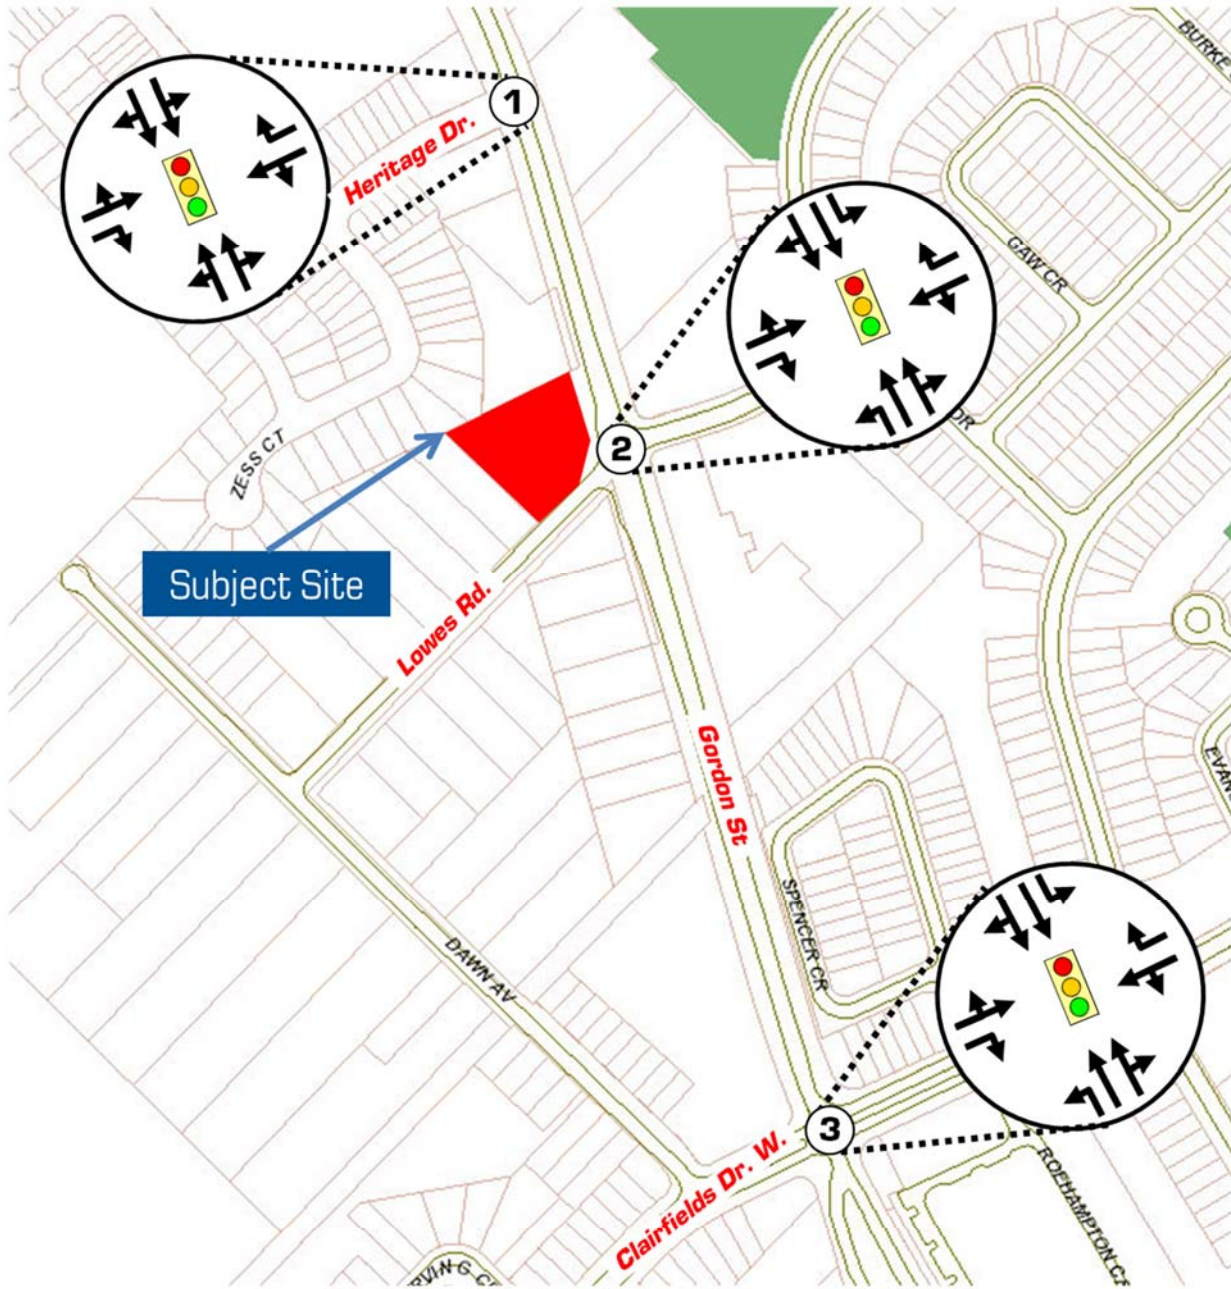 BURKE
1
Heritage Dr.
GAW CR
DR
2
ZESS CT
Subject Site
Lowes Rd.
Gordon St
EVAN
SPENCER CR
DAWN AV
3
Clairfields Dr. W.
ROEHAMPTON CR
RVING C